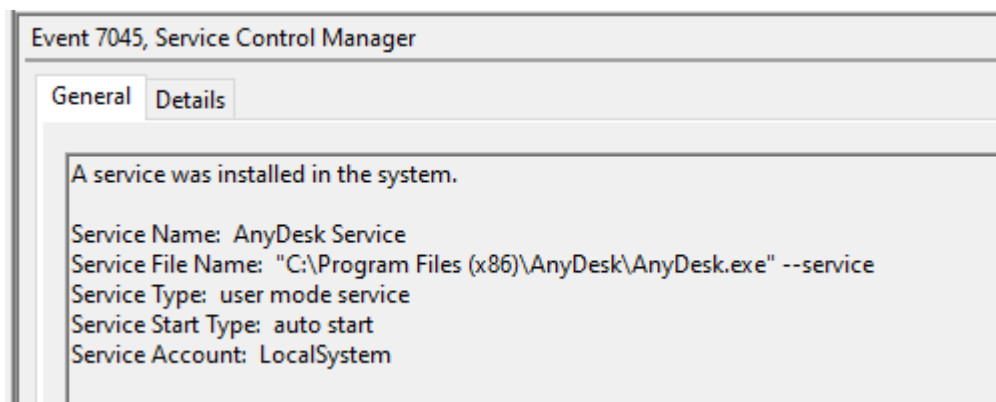 Event 7045, Service Control Manager
General Details
A service was installed in the system.
Service Name:  AnyDesk Service
Service File Name:  "C:\Program Files (x86)\AnyDesk\AnyDesk.exe" --service
Service Type:  user mode service
Service Start Type:  auto start
Service Account:  LocalSystem